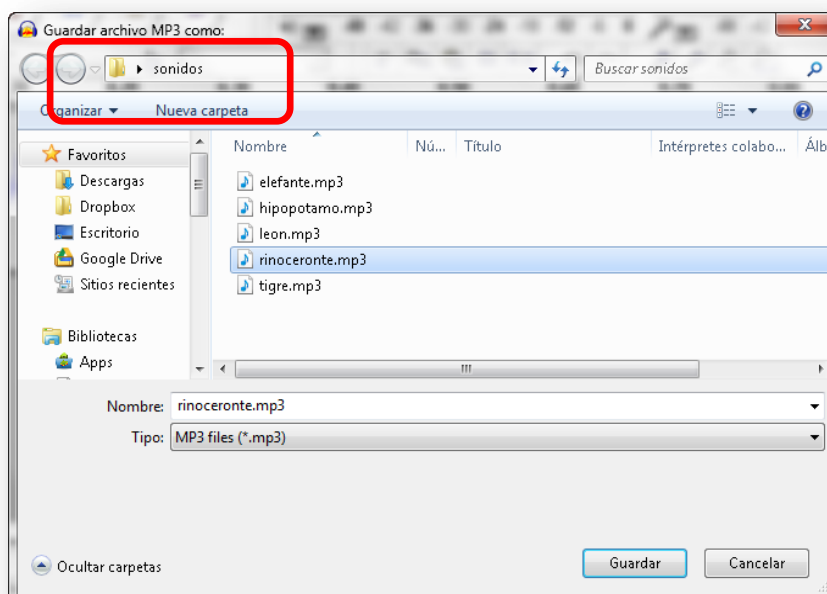 Guardar archivo MP3 como:
sonidos
Buscar sonidos
Organizar
Nueva carpeta
Nombre Nú... Título Intérpretes colabo... Álb
Favoritos
Descargas
Dropbox
Escritorio
Google Drive
Sitios recientes
Bibliotecas
Apps
elefante.mp3
hipopotamo.mp3
leon.mp3
rinoceronte.mp3
tigre.mp3
Nombre: rinoceronte.mp3
Tipo: MP3 files (*.mp3)
Ocultar carpetas
Guardar
Cancelar